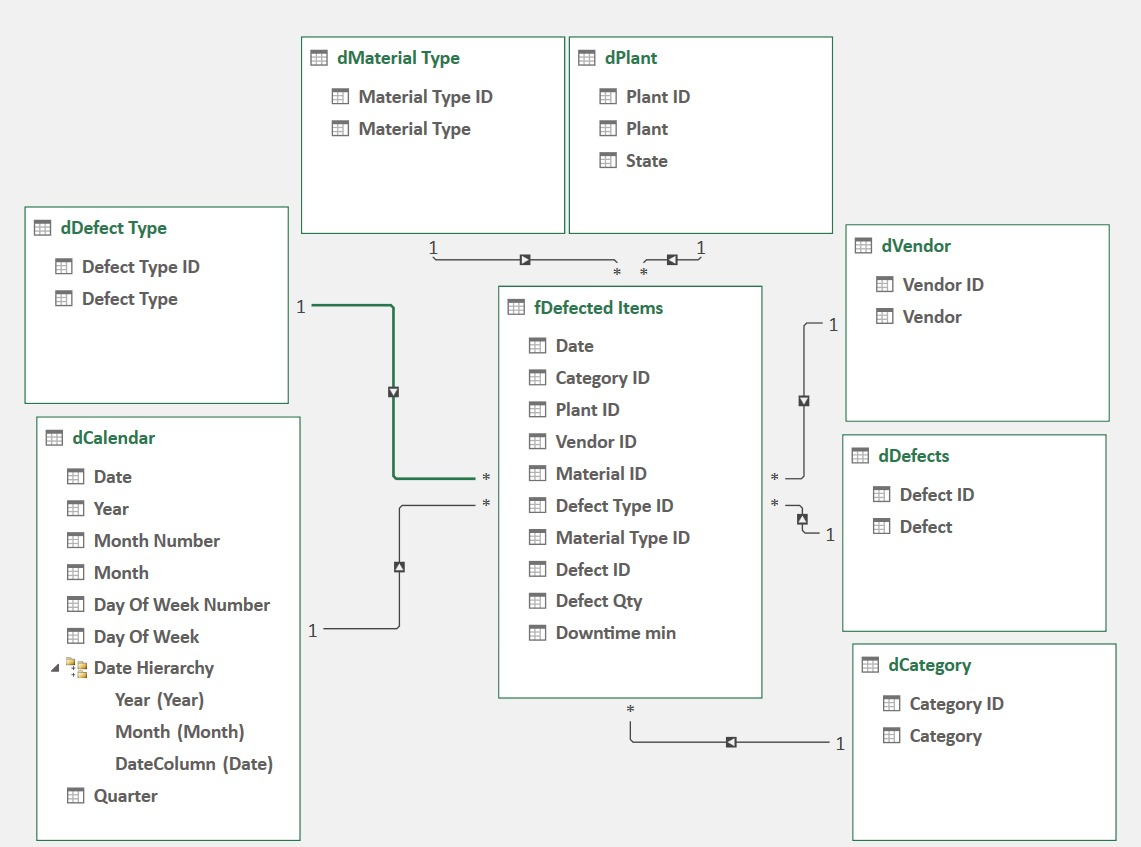 dMaterial Type
Material Type ID
Material Type
dPlant
Plant ID
Plant
State
dDefect Type
Defect Type ID
Defect Type
dVendor
Vendor ID
Vendor
1
*
1
*
fDefected Items
Date
Category ID
Plant ID
Vendor ID
Material ID
Defect Type ID
Material Type ID
Defect ID
Defect Qty
Downtime min
1
*
1
*
dCalendar
Date
Year
Month Number
Month
Day Of Week Number
Day Of Week
Date Hierarchy
Year (Year)
Month (Month)
DateColumn (Date)
Quarter
*
1
dDefects
Defect ID
Defect
*
1
dCategory
Category ID
Category
*
1